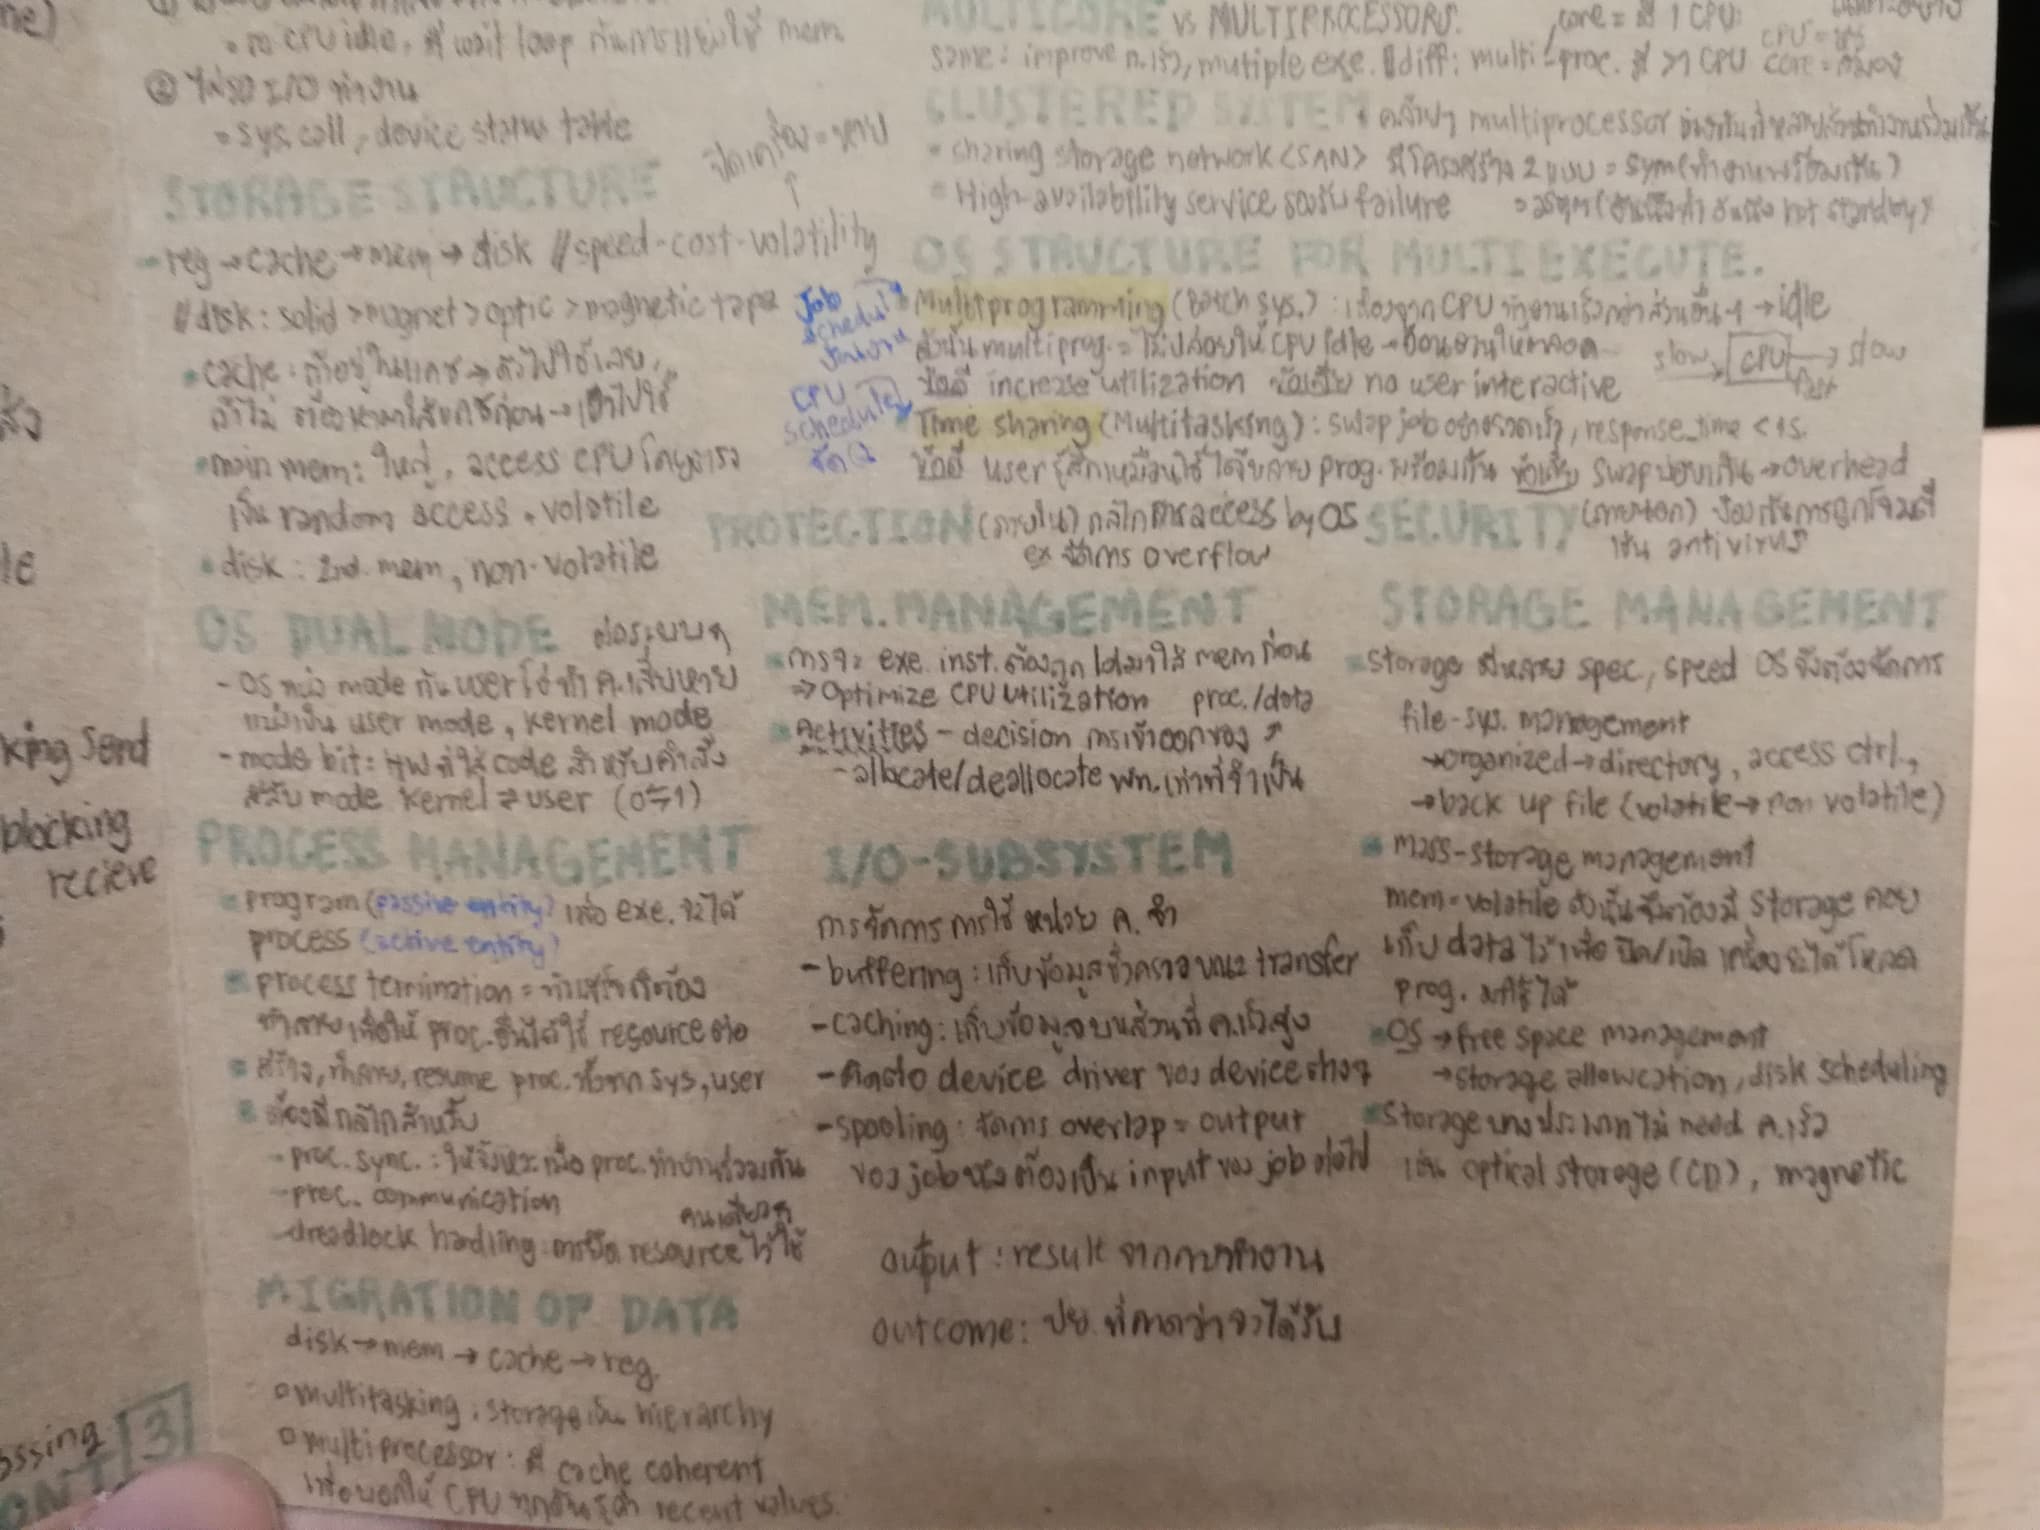 = รอ CPU idle, มี wait loop กันการแย่งใช้ mem.
② ไม่รอ I/O ทำงาน
= sys.call, device status table
ปิดเครื่อง = หาย
STORAGE STRUCTURE
reg → cache → mem → disk // speed-cost-volatility
// disk: solid > magnet > optic > magnetic tape
cache: ถ้าอยู่ในแคช → ดึงไปใช้เลย,
ถ้าไม่ ต้องหามาใส่แคชก่อน → เอาไปใช้
main mem: ใหญ่, access CPU โดยตรง
เป็น random access, volatile
disk: 2nd. mem, non-volatile
OS DUAL MODE ต่อระบบๆ
- OS แบ่ง mode กัน user โง่ทำ ค.เสียหาย
แบ่งเป็น user mode, kernel mode
- mode bit: ใส่ code สำหรับคำสั่ง
สลับ mode kernel ⇄ user (0⇆1)
PROCESS MANAGEMENT
program (passive entity) เมื่อ exe. จะได้
process (active entity)
process termination = ทำเสร็จก็ต้อง
ทำลายเพื่อให้ proc. อื่นได้ใช้ resource ต่อ
สร้าง, ทำลาย, resume proc. ทั้งจาก sys, user
ต้องมีกลไกสำหรับ
- proc. sync.: ให้จังหวะเมื่อ proc. ทำงานร่วมกัน
- proc. communication
คนเดียวๆ
- dreadlock handling: การยึด resource ไว้ใช้
MIGRATION OF DATA
disk → mem → cache → reg.
multitasking: storage เป็น hierarchy
multiprocessor: มี cache coherent
เพื่อบอกให้ CPU ทุกอันรู้ค่า recent values.
MULTICORE VS MULTIPROCESSORS.
core = มี 1 CPU
same: improve ค.เร็ว, mutiple exe. // diff: multi-proc. มี >1 CPU
core = สมอง
CLUSTERED SYSTEM คล้ายๆ multiprocessor
sharing storage network <SAN> มีโครงสร้าง 2 แบบ = sym (ทำงานพร้อมกัน)
High-availability service รองรับ failure = asym (อันนึงทำ อันนึง hot standby)
OS STRUCTURE FOR MULTI EXECUTE.
Job schedule
Multiprogramming (Batch sys.): เนื่องจาก CPU ทำงานเร็วกว่าส่วนอื่นๆ → idle
ดังนั้น multiprog. = ไม่ปล่อยให้ CPU idle → ป้อนงานให้ตลอด
slow → CPU → slow
fast
ข้อดี increase utilization ข้อเสีย no user interactive
CPU schedule จัด Q
Time sharing (Multitasking): swap job อย่างรวดเร็ว, response_time < 1s.
ข้อดี user รู้สึกเหมือนใช้ได้หลาย prog. พร้อมกัน ข้อเสีย swap บ่อยเกิน → overhead
PROTECTION (ภายใน) กลไกการ access by OS
ex จัดการ overflow
SECURITY (ภายนอก) ป้องกันการถูกโจมตี
เช่น antivirus
MEM. MANAGEMENT
การจะ exe. inst. ต้องถูกโหลดมาใส่ mem ก่อน
⇒ Optimize CPU utilization proc./data
Activities - decision การเข้าออกของ ↗
- allocate/deallocate พท. เท่าที่จำเป็น
I/O-SUBSYSTEM
การจัดการการใช้ หน่วย ค. จำ
- buffering: เก็บข้อมูลชั่วคราวขณะ transfer
- caching: เก็บข้อมูลบนส่วนที่ ค.เร็วสูง
- ติดต่อ device driver ของ device ต่างๆ
- spooling: จัดการ overlap = output
ของ job นึง ต้องเป็น input ของ job ต่อไป
output: result จากการทำงาน
outcome: ปย. ที่คาดว่าจะได้รับ
STORAGE MANAGEMENT
storage มีหลาย spec, speed OS จึงต้องจัดการ
file-sys. management
→ organized → directory, access ctrl.,
→ back up file (volatile → non volatile)
mass-storage management
mem = volatile ดังนั้นจึงต้องมี storage คอย
เก็บ data ไว้เพื่อ ปิด/เปิด เครื่องจะได้โหลด
prog. มาใช้ได้
OS → free space management
→ storage allowcation, disk scheduling
storage บางประเภทไม่ need ค.เร็ว
เช่น optical storage (CD), magnetic
king send
blocking
recieve
3